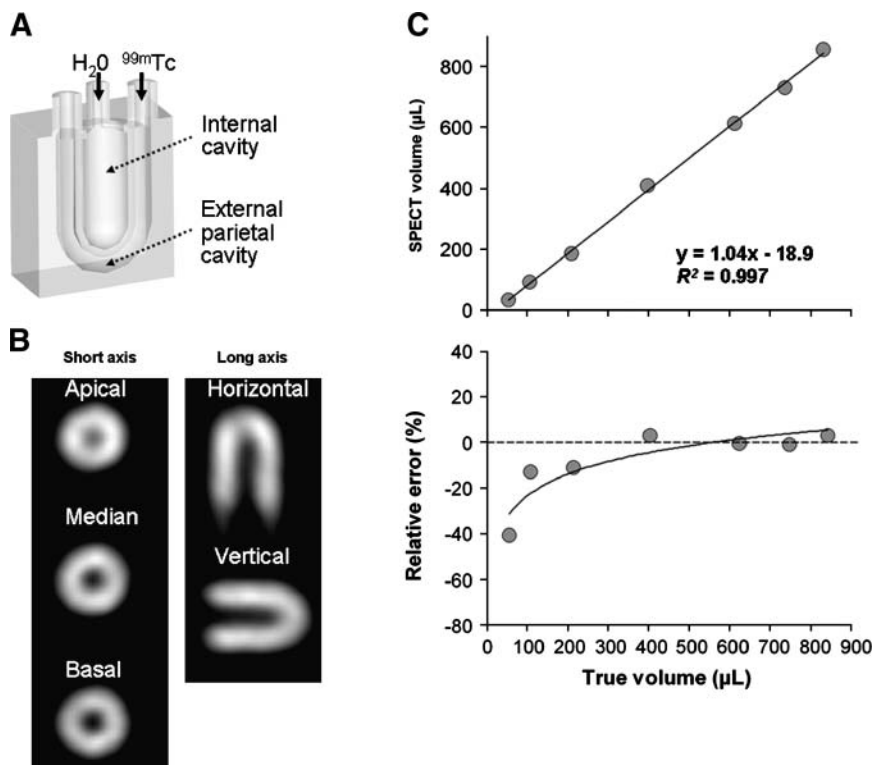 A
H₂0 99mTc
Internal
cavity
External
parietal
cavity
B
Short axis
Long axis
Apical
Horizontal
Median
Vertical
Basal
C
800
600
400
200
0
SPECT volume (µL)
y = 1.04x - 18.9
R² = 0.997
40
20
0
-20
-40
-60
-80
Relative error (%)
0 100 200 300 400 500 600 700 800 900
True volume (µL)